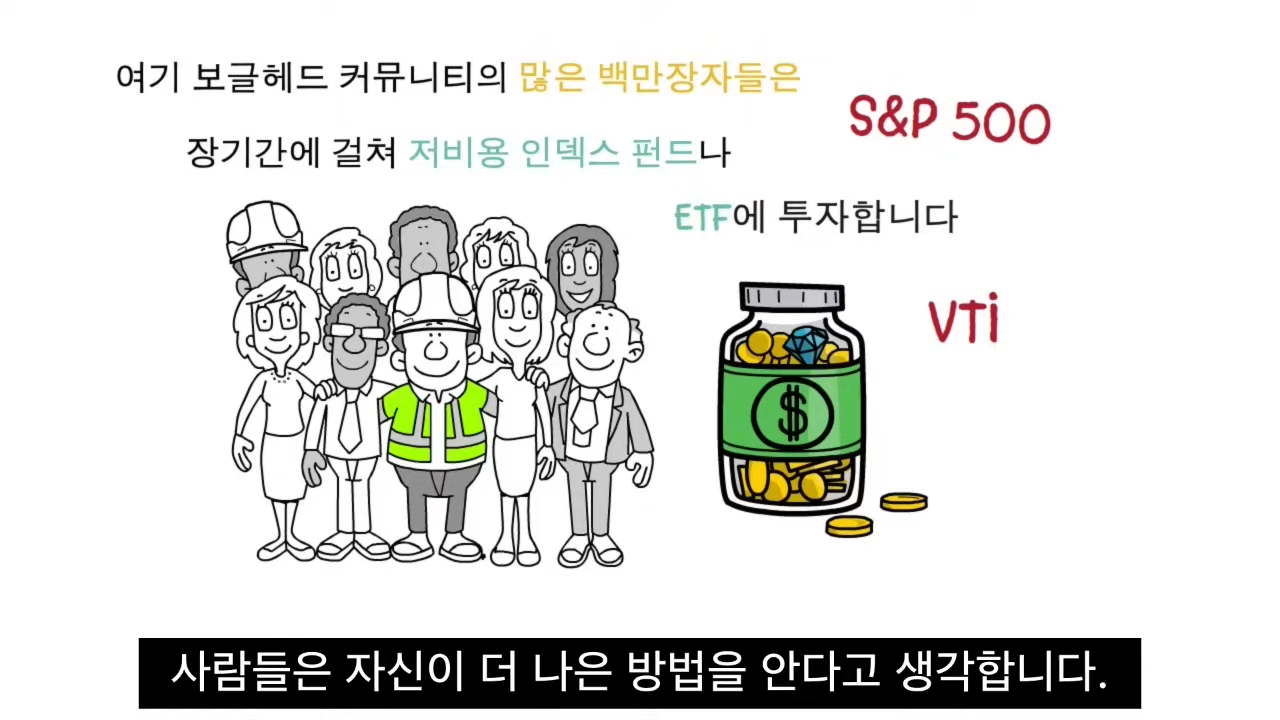 여기 보글헤드 커뮤니티의 많은 백만장자들은
S&P 500
장기간에 걸쳐 저비용 인덱스 펀드나
ETF에 투자합니다
VTi
$
사람들은 자신이 더 나은 방법을 안다고 생각합니다.